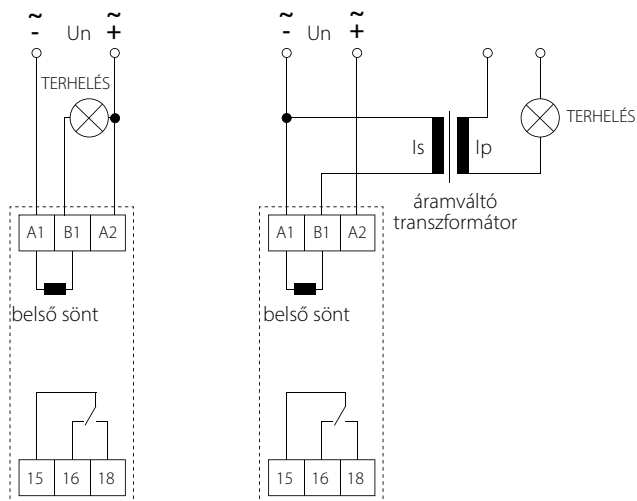 ~ Un ~
- +
TERHELÉS
A1 B1 A2
belső sönt
15 16 18
~ Un ~
- +
Is Ip
TERHELÉS
áramváltó
transzformátor
A1 B1 A2
belső sönt
15 16 18